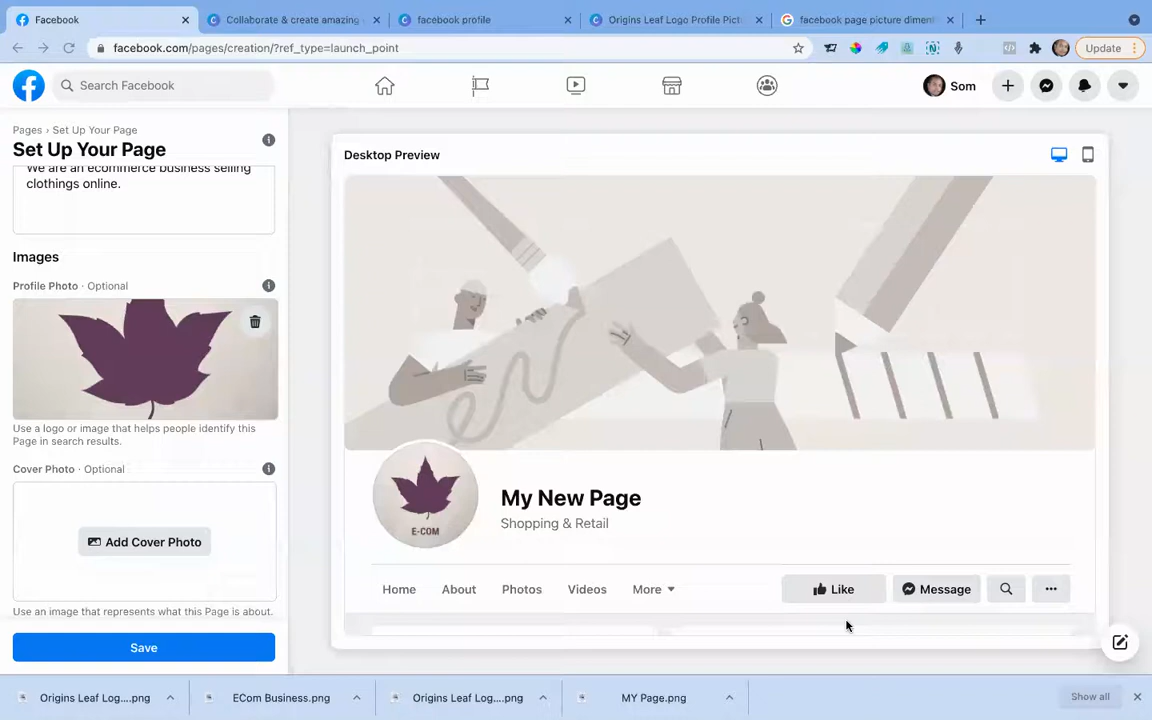 Facebook
Collaborate & create amazing
facebook profile
Origins Leaf Logo Profile Pict
facebook page picture diment
facebook.com/pages/creation/?ref_type=launch_point
Update
Search Facebook
Som
Pages › Set Up Your Page
Set Up Your Page
We are an ecommerce business selling
clothings online.
Images
Profile Photo · Optional
Use a logo or image that helps people identify this
Page in search results.
Cover Photo · Optional
Add Cover Photo
Use an image that represents what this Page is about.
Save
Desktop Preview
E-COM
My New Page
Shopping & Retail
Home
About
Photos
Videos
More
Like
Message
Origins Leaf Log....png
ECom Business.png
Origins Leaf Log....png
MY Page.png
Show all